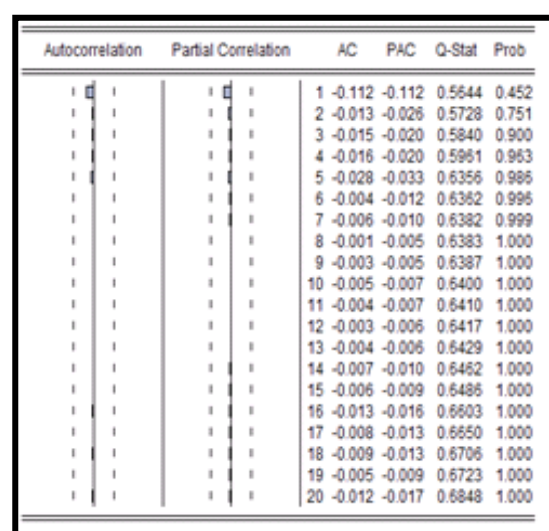 Autocorrelation Partial Correlation AC PAC Q-Stat Prob
1 -0.112 -0.112 0.5644 0.452
2 -0.013 -0.026 0.5728 0.751
3 -0.015 -0.020 0.5840 0.900
4 -0.016 -0.020 0.5961 0.963
5 -0.028 -0.033 0.6356 0.986
6 -0.004 -0.012 0.6362 0.996
7 -0.006 -0.010 0.6382 0.999
8 -0.001 -0.005 0.6383 1.000
9 -0.003 -0.005 0.6387 1.000
10 -0.005 -0.007 0.6400 1.000
11 -0.004 -0.007 0.6410 1.000
12 -0.003 -0.006 0.6417 1.000
13 -0.004 -0.006 0.6429 1.000
14 -0.007 -0.010 0.6462 1.000
15 -0.006 -0.009 0.6486 1.000
16 -0.013 -0.016 0.6603 1.000
17 -0.008 -0.013 0.6650 1.000
18 -0.009 -0.013 0.6706 1.000
19 -0.005 -0.009 0.6723 1.000
20 -0.012 -0.017 0.6848 1.000